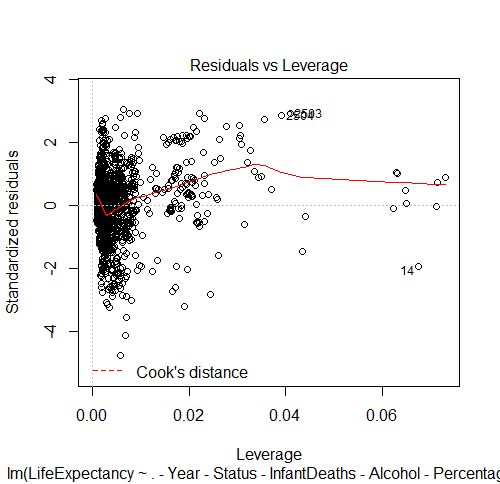 Residuals vs Leverage
Standardized residuals
4
2
0
-2
-4
2504
14
Cook's distance
0.00
0.02
0.04
0.06
Leverage
lm(LifeExpectancy ~ . - Year - Status - InfantDeaths - Alcohol - Percentag